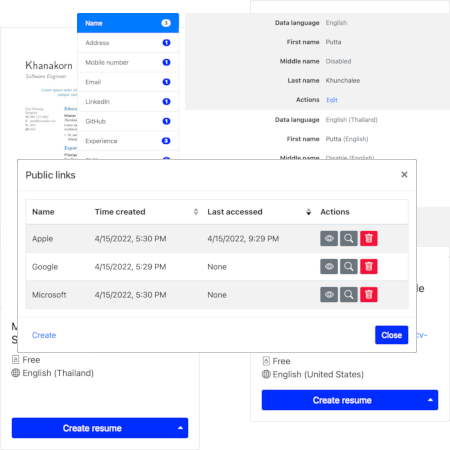 Name 3
Address 1
Mobile number 1
Email 1
LinkedIn 1
GitHub 1
Experience 3
Data language English
First name Putta
Middle name Disabled
Last name Khunchalee
Actions Edit
Data language English (Thailand)
First name Putta (English)
Middle name Disable (English)
Khanakorn
Software Engineer
Public links ×
Name Time created Last accessed Actions
Apple 4/15/2022, 5:30 PM 4/15/2022, 9:29 PM
Google 4/15/2022, 5:29 PM None
Microsoft 4/15/2022, 5:30 PM None
Create Close
Free
English (Thailand)
Create resume
cv-
Free
English (United States)
Create resume